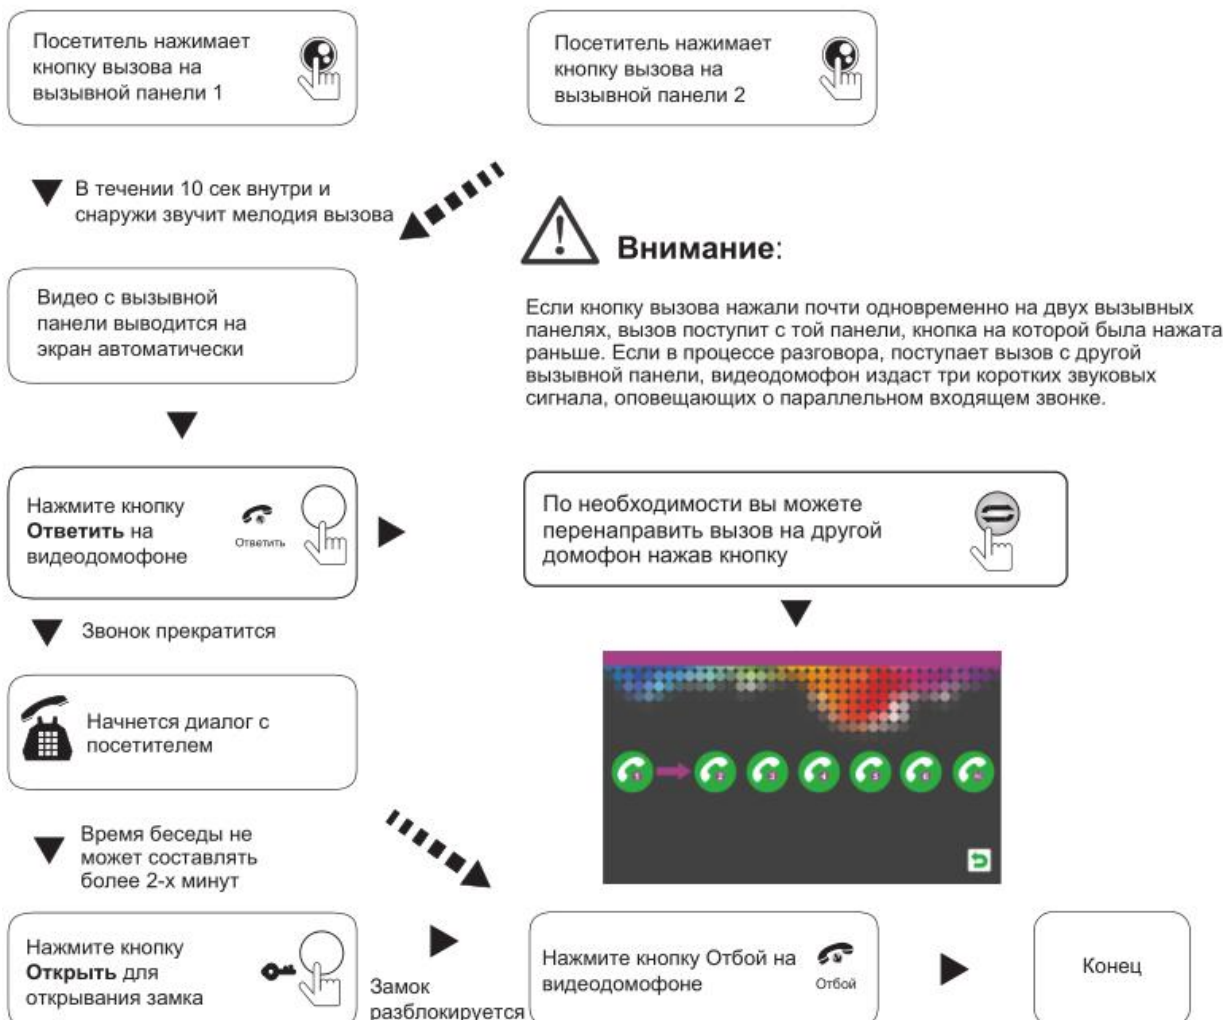 Посетитель нажимает
кнопку вызова на
вызывной панели 1
Посетитель нажимает
кнопку вызова на
вызывной панели 2
В течении 10 сек внутри и
снаружи звучит мелодия вызова
Внимание:
Видео с вызывной
панели выводится на
экран автоматически
Если кнопку вызова нажали почти одновременно на двух вызывных
панелях, вызов поступит с той панели, кнопка на которой была нажата
раньше. Если в процессе разговора, поступает вызов с другой
вызывной панели, видеодомофон издаст три коротких звуковых
сигнала, оповещающих о параллельном входящем звонке.
Нажмите кнопку
Ответить на
видеодомофоне
Ответить
По необходимости вы можете
перенаправить вызов на другой
домофон нажав кнопку
Звонок прекратится
Начнется диалог с
посетителем
1 2 3 4 5 6
Время беседы не
может составлять
более 2-х минут
Нажмите кнопку
Открыть для
открывания замка
Замок
разблокируется
Нажмите кнопку Отбой на
видеодомофоне
Отбой
Конец